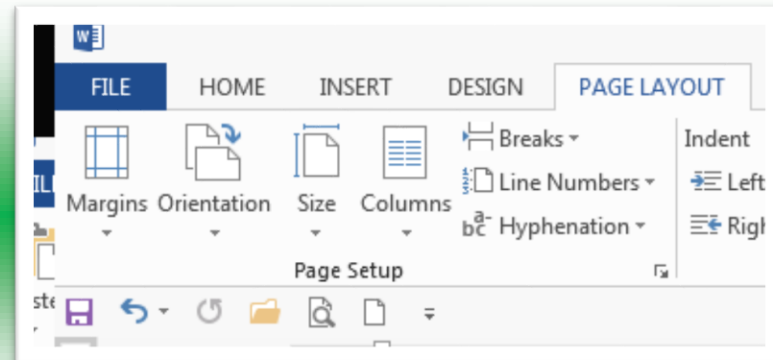 FILE HOME INSERT DESIGN PAGE LAYOUT
Breaks Indent
Line Numbers Left
Margins Orientation Size Columns
Hyphenation
Page Setup